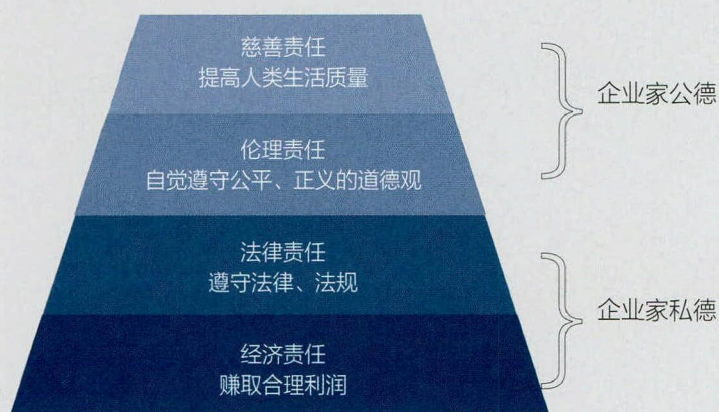 慈善责任
提高人类生活质量
企业家公德
伦理责任
自觉遵守公平、正义的道德观
法律责任
遵守法律、法规
企业家私德
经济责任
赚取合理利润